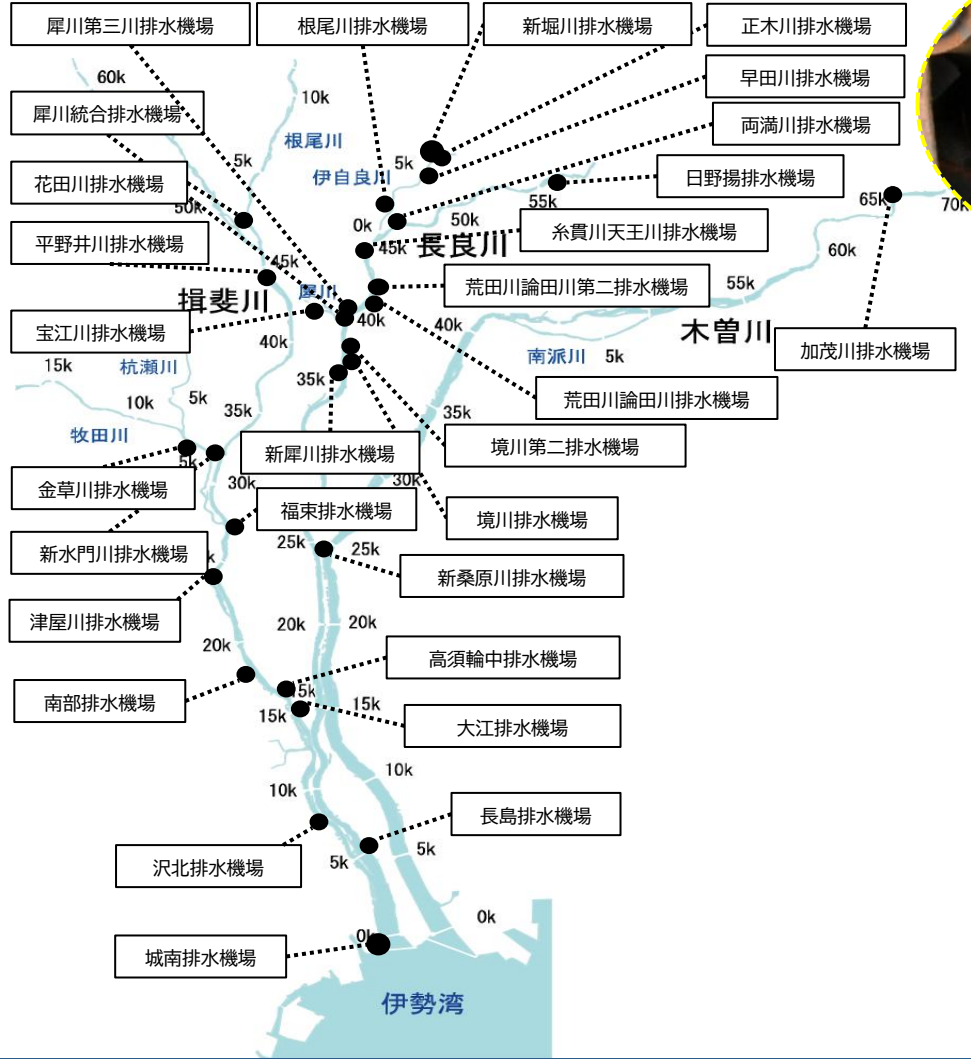 犀川第三川排水機場
根尾川排水機場
新堀川排水機場
正木川排水機場
60k
早田川排水機場
10k
犀川統合排水機場
両満川排水機場
根尾川
5k
伊自良川
5k
日野揚排水機場
花田川排水機場
50k
55k
65k
70k
0k
50k
糸貫川天王川排水機場
平野井川排水機場
45k
長良川
60k
45k
犀川
荒田川論田川第二排水機場
55k
揖斐川
宝江川排水機場
40k
40k
木曽川
40k
南派川
5k
加茂川排水機場
15k
杭瀬川
35k
荒田川論田川排水機場
10k
5k
35k
35k
牧田川
新犀川排水機場
境川第二排水機場
5k
金草川排水機場
30k
30k
福束排水機場
境川排水機場
新水門川排水機場
25k
25k
k
新桑原川排水機場
津屋川排水機場
20k
20k
20k
高須輪中排水機場
南部排水機場
5k
15k
15k
大江排水機場
10k
10k
長島排水機場
沢北排水機場
5k
5k
0k
0k
城南排水機場
伊勢湾